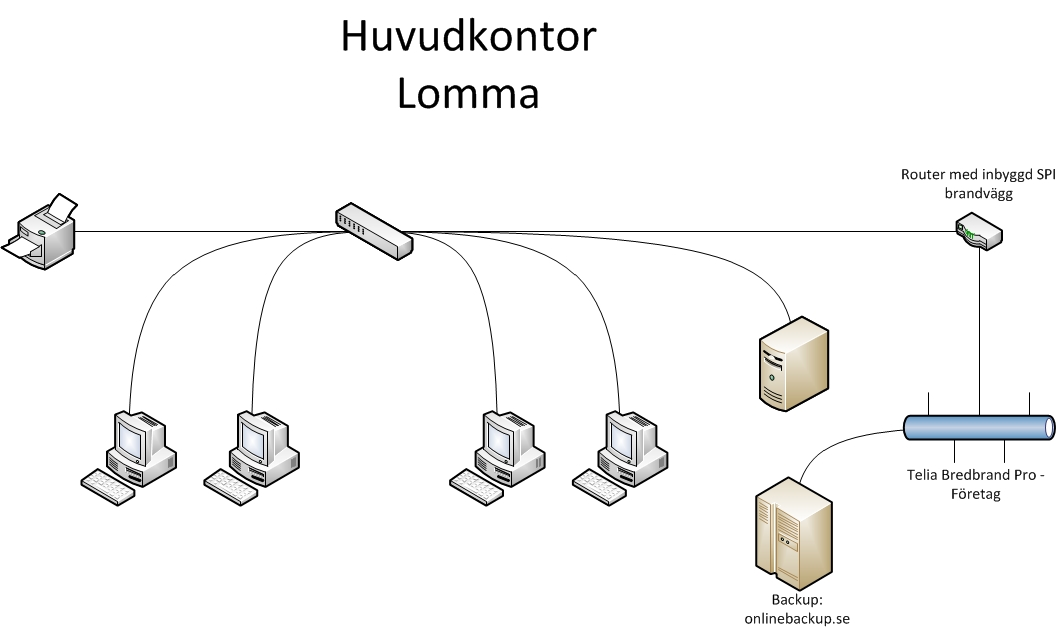 Huvudkontor
Lomma
Router med inbyggd SPI
brandvägg
Telia Bredbrand Pro -
Företag
Backup:
onlinebackup.se